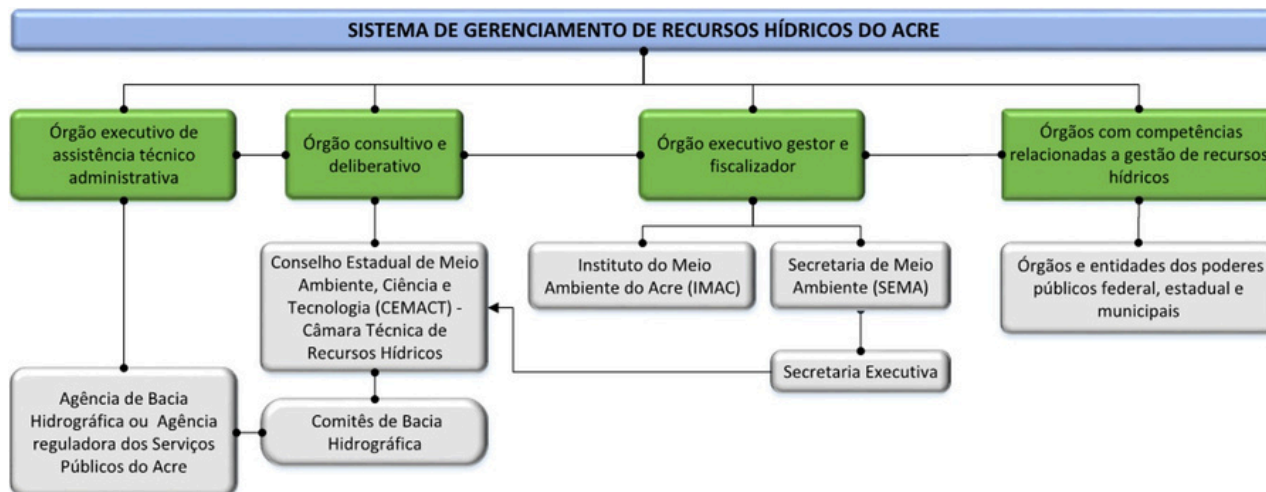 SISTEMA DE GERENCIAMENTO DE RECURSOS HÍDRICOS DO ACRE
Órgão executivo de
assistência técnico
administrativa
Órgão consultivo e
deliberativo
Órgão executivo gestor e
fiscalizador
Órgãos com competências
relacionadas a gestão de recursos
hídricos
Conselho Estadual de Meio
Ambiente, Ciência e
Tecnologia (CEMACT) -
Câmara Técnica de
Recursos Hídricos
Instituto do Meio
Ambiente do Acre (IMAC)
Secretaria de Meio
Ambiente (SEMA)
Órgãos e entidades dos poderes
públicos federal, estadual e
municipais
Secretaria Executiva
Agência de Bacia
Hidrográfica ou Agência
reguladora dos Serviços
Públicos do Acre
Comitês de Bacia
Hidrográfica